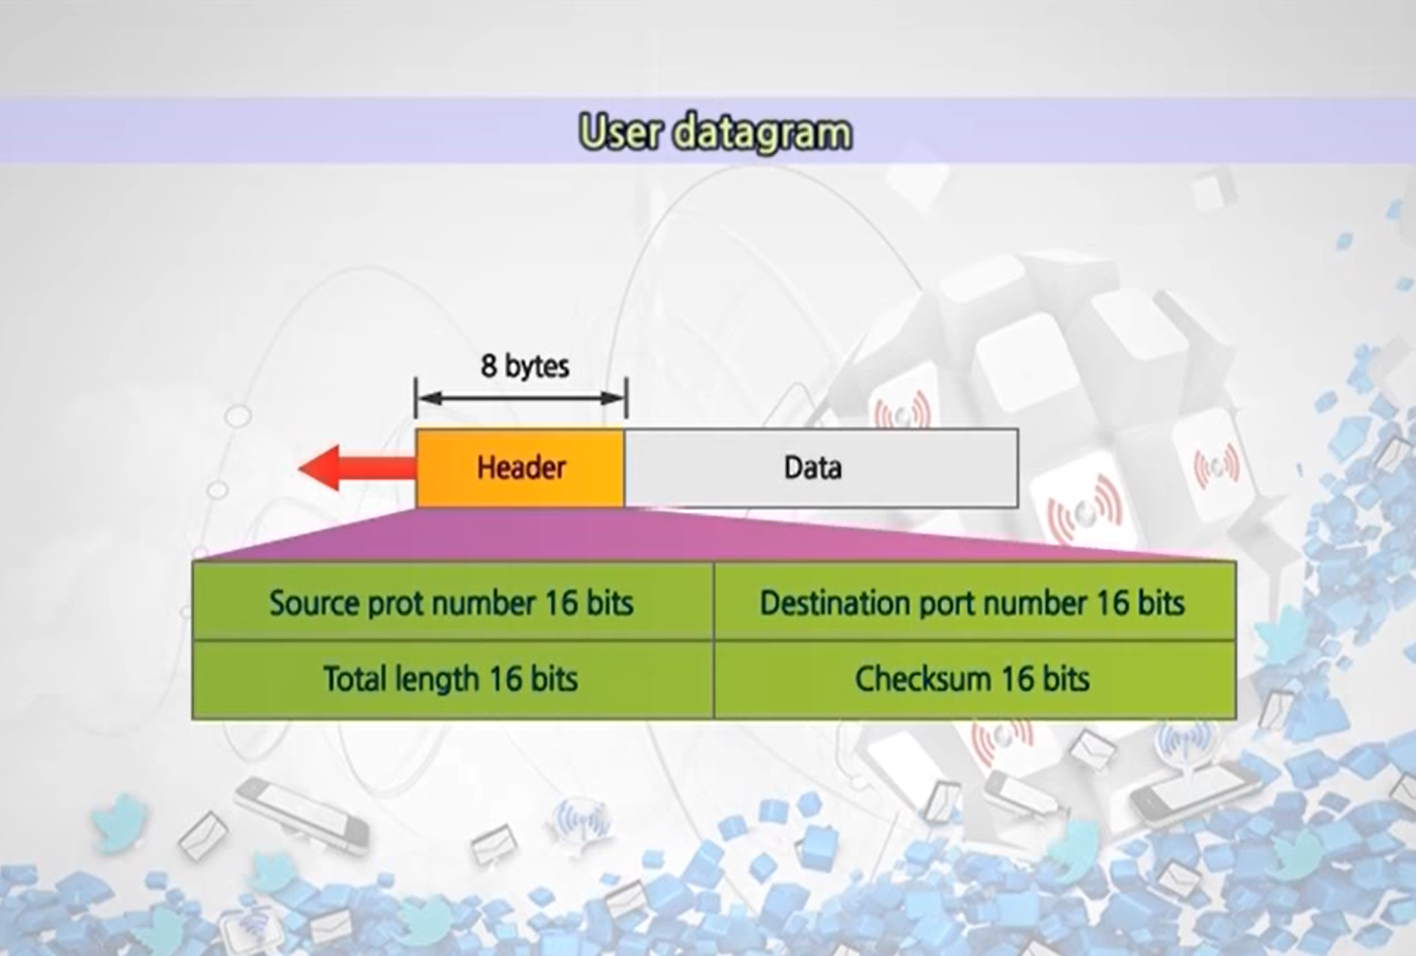 User datagram
8 bytes
Header
Data
Source prot number 16 bits
Destination port number 16 bits
Total length 16 bits
Checksum 16 bits